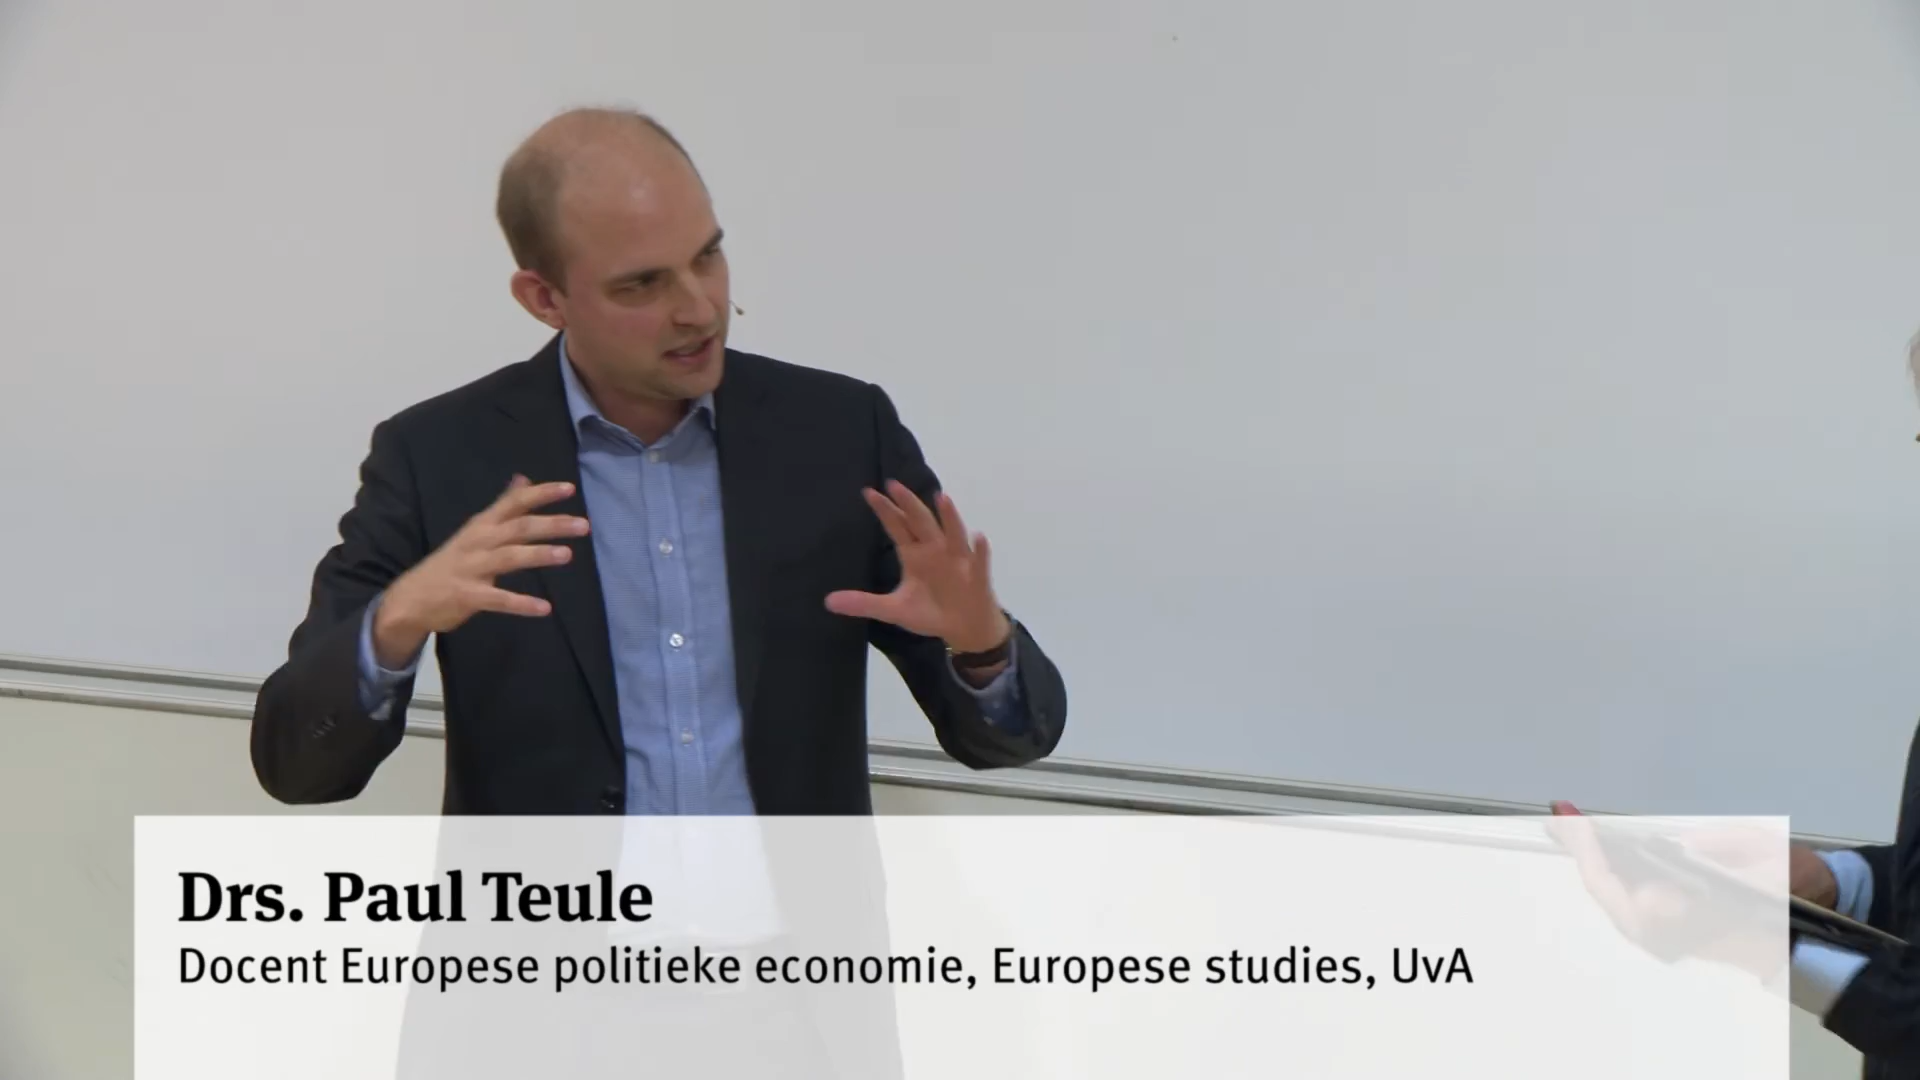 Drs. Paul Teule
Docent Europese politieke economie, Europese studies, UvA